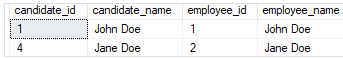 candidate_id candidate_name employee_id employee_name
1 John Doe 1 John Doe
4 Jane Doe 2 Jane Doe